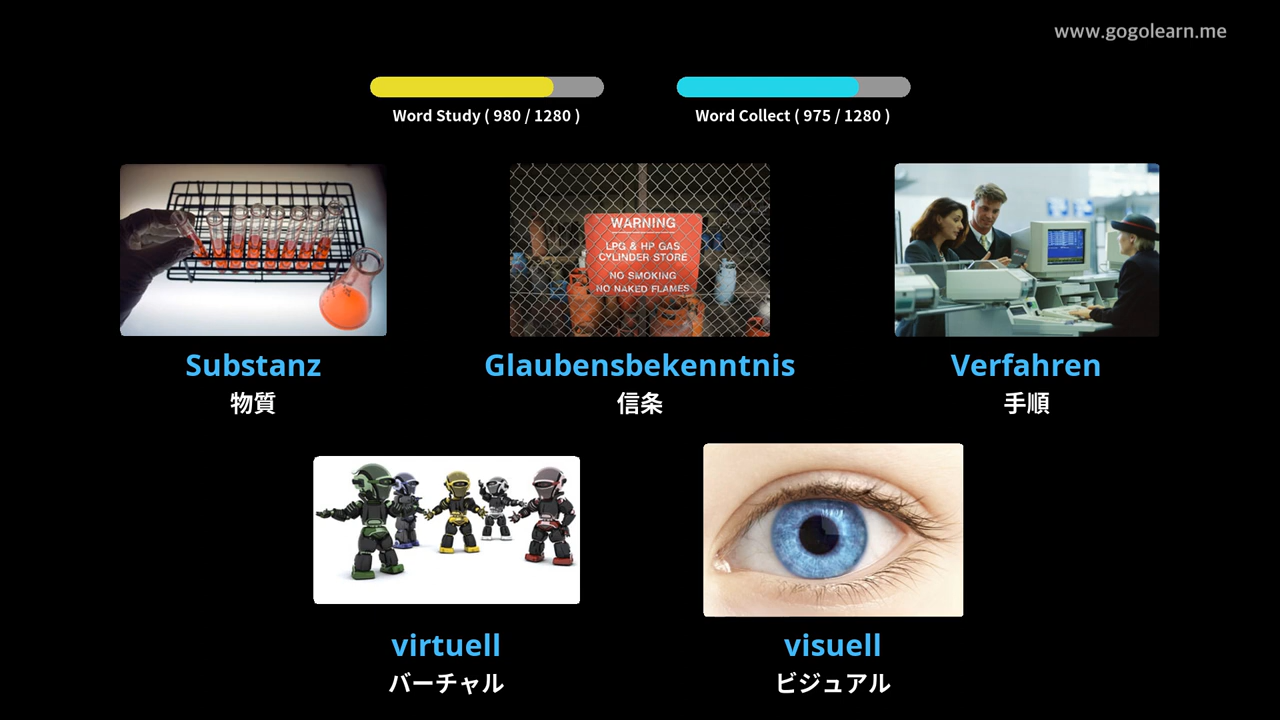 www.gogolearn.me
Word Study ( 980 / 1280 )
Word Collect ( 975 / 1280 )
WARNING
LPG & HP GAS
CYLINDER STORE
NO SMOKING
NO NAKED FLAMES
Substanz
物質
Glaubensbekenntnis
信条
Verfahren
手順
virtuell
バーチャル
visuell
ビジュアル